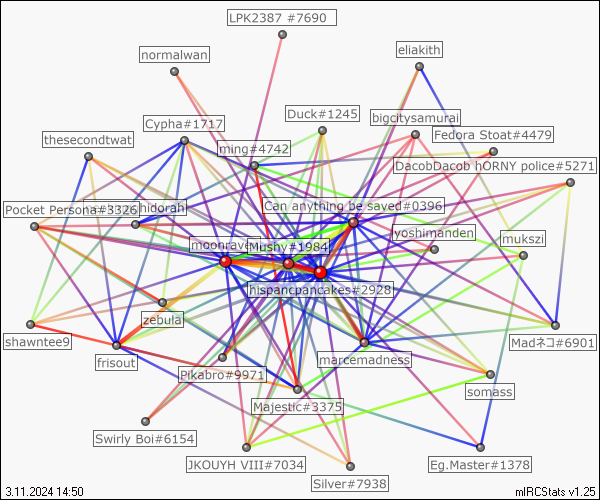 LPK2387 #7690
normalwan
eliakith
Duck#1245
bigcitysamurai
Cypha#1717
Fedora Stoat#4479
thesecondtwat
ming#4742
DacobbDacob hORNY police#5271
Pocket Persona#3326
hidorah
Can anything be saved#0396
yoshimanden
moonrave
Mushy#1984
mukszi
hispancpancakes#2928
zebula
shawntee9
Madネコ#6901
frisout
marcemadness
Pikabro#9971
somass
Majestic#3375
Swirly Boi#6154
JKOUYH VIII#7034
Eg.Master#1378
Silver#7938
3.11.2024 14:50
mIRCStats v1.25